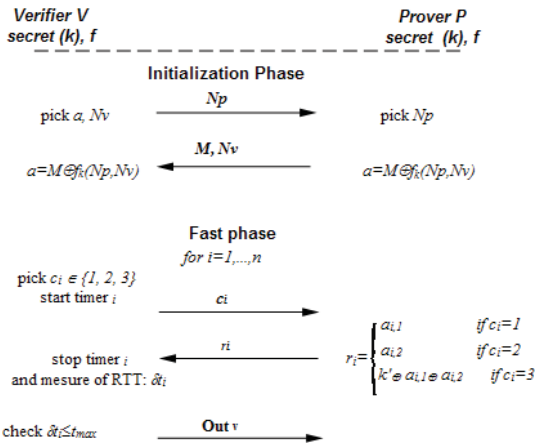 Verifier V
secret (k), f
Prover P
secret (k), f
Initialization Phase
Np
pick a, Nv
pick Np
M, Nv
a=M⊕fk(Np,Nv)
a=M⊕fk(Np,Nv)
Fast phase
for i=1,...,n
pick ci ∈ {1, 2, 3}
start timer i
ci
ri
stop timer i
and mesure of RTT: δti
ri= { ai,1 if ci=1
ai,2 if ci=2
k'⊕ ai,1⊕ ai,2 if ci=3
check δti≤tmax
Out v